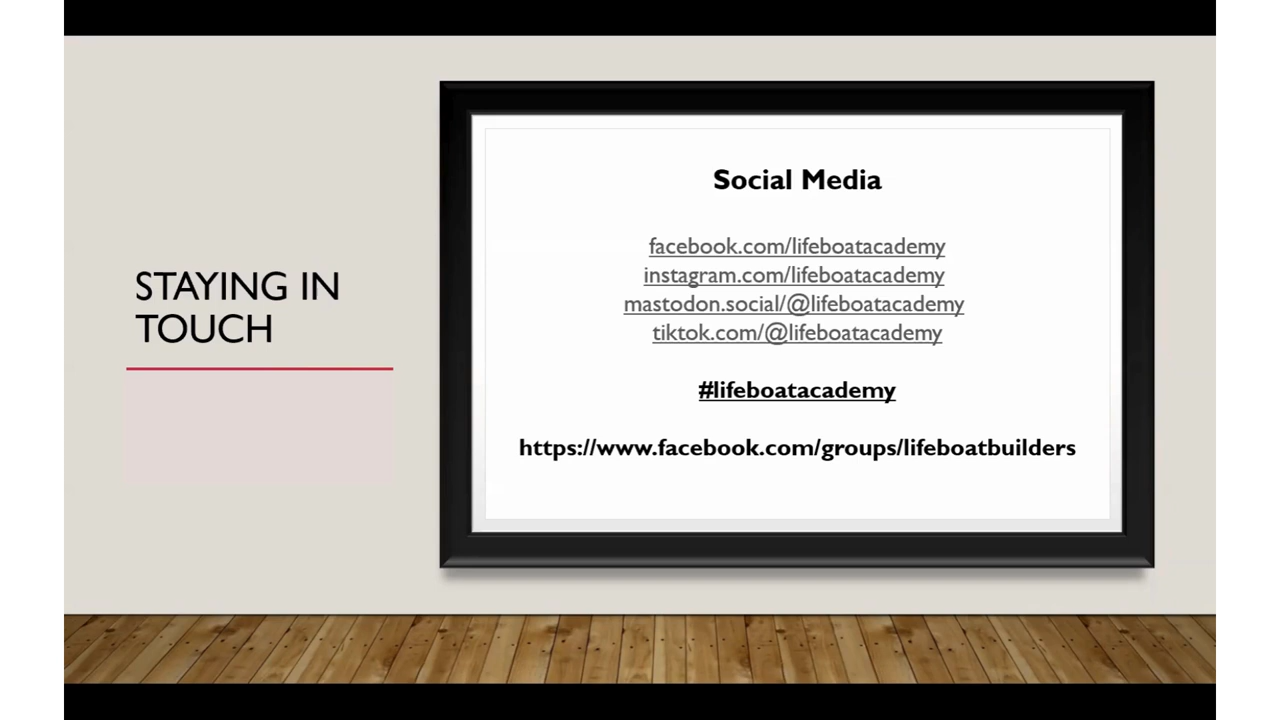 STAYING IN
TOUCH
Social Media
facebook.com/lifeboatacademy
instagram.com/lifeboatacademy
mastodon.social/@lifeboatacademy
tiktok.com/@lifeboatacademy
#lifeboatacademy
https://www.facebook.com/groups/lifeboatbuilders